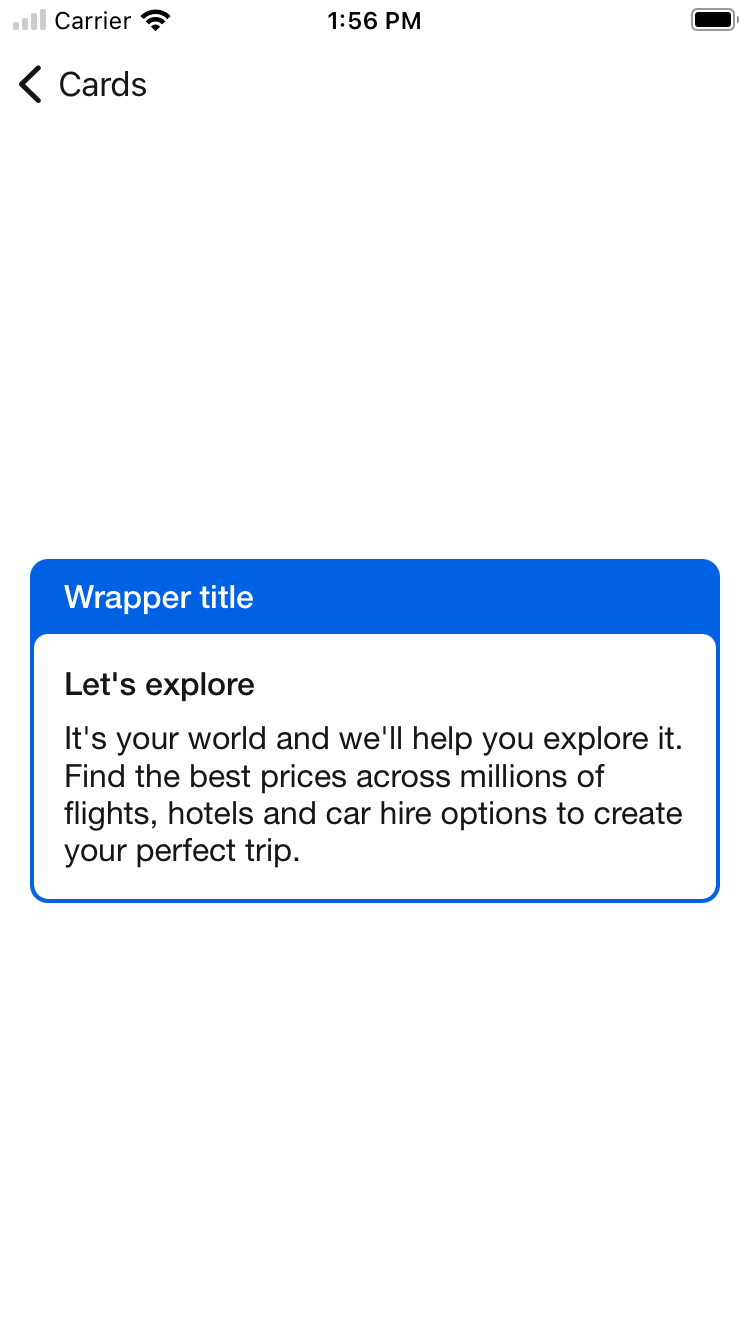 Carrier 1:56 PM
Cards
Wrapper title
Let's explore
It's your world and we'll help you explore it.
Find the best prices across millions of
flights, hotels and car hire options to create
your perfect trip.